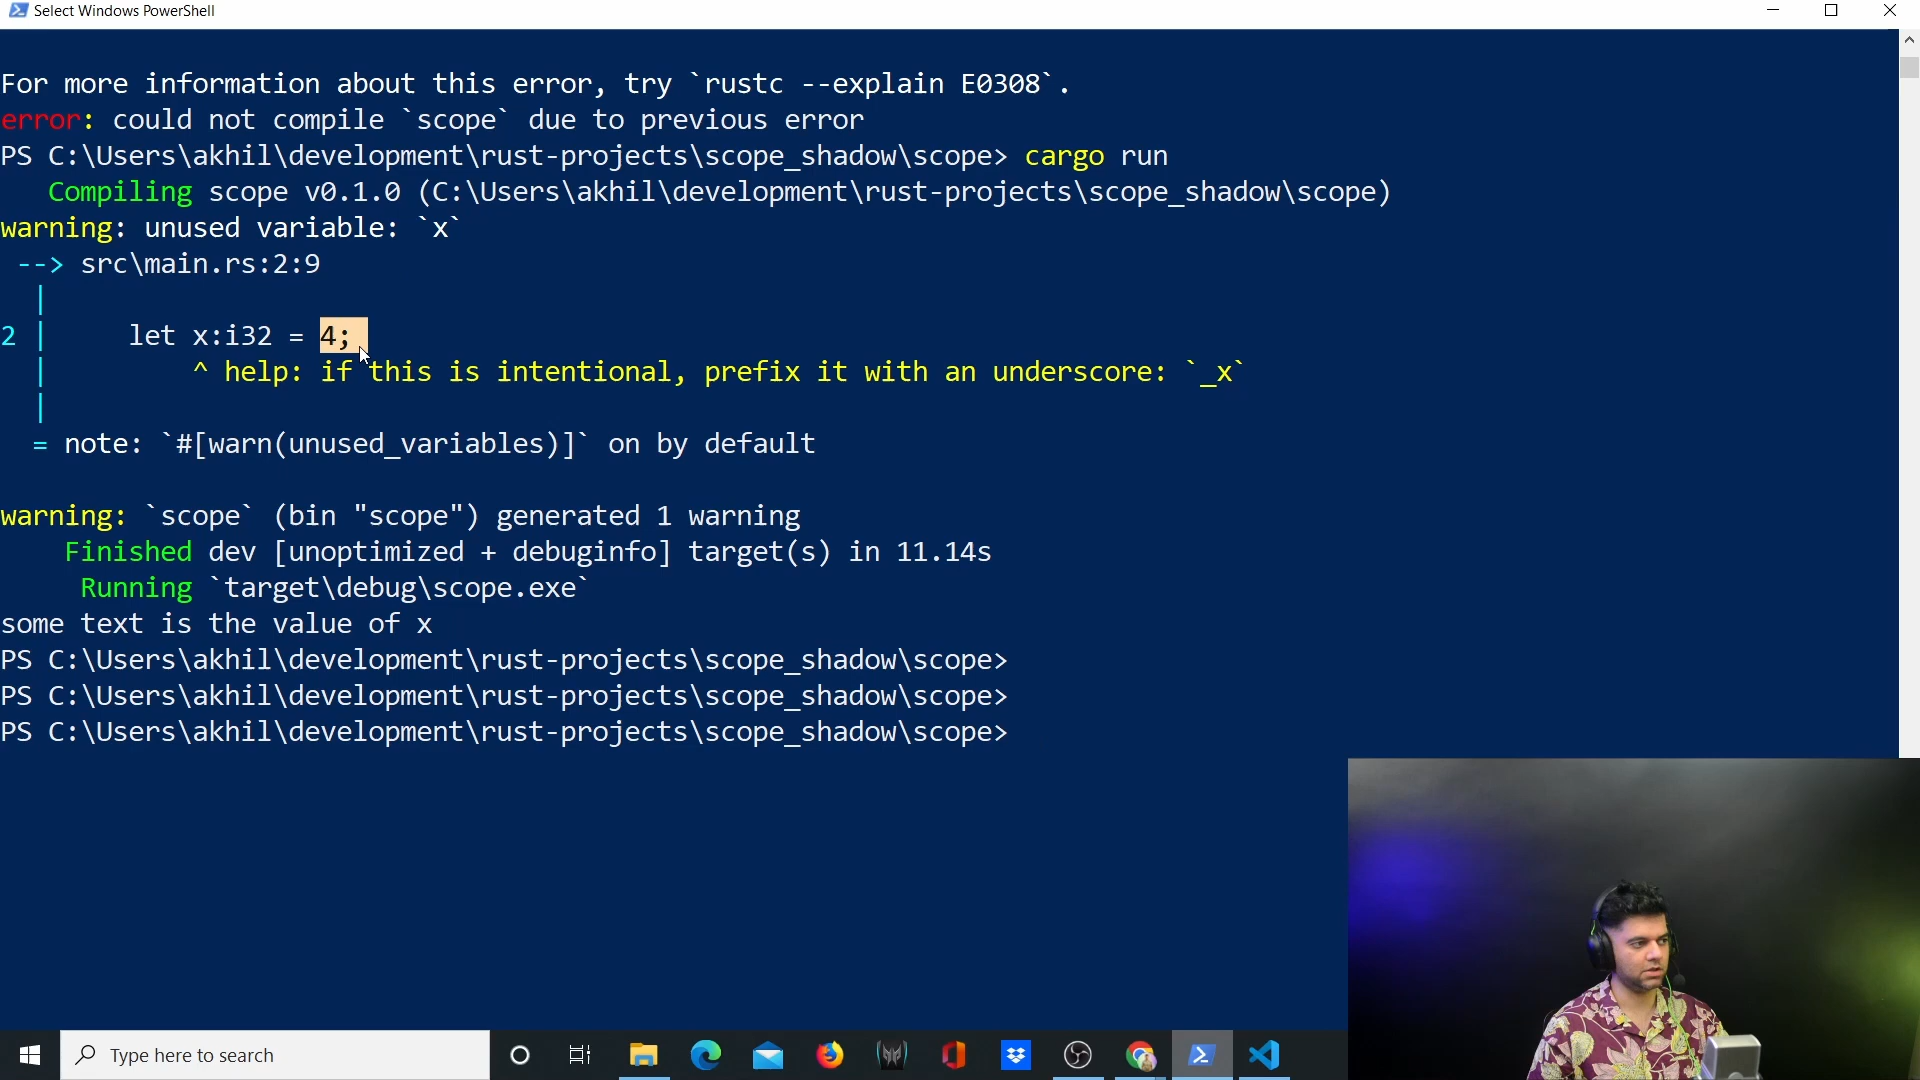 Select Windows PowerShell
For more information about this error, try `rustc --explain E0308`.
error: could not compile `scope` due to previous error
PS C:\Users\akhil\development\rust-projects\scope_shadow\scope> cargo run
   Compiling scope v0.1.0 (C:\Users\akhil\development\rust-projects\scope_shadow\scope)
warning: unused variable: `x`
 --> src\main.rs:2:9
  |
2 |     let x:i32 = 4;
  |         ^ help: if this is intentional, prefix it with an underscore: `_x`
  |
  = note: `#[warn(unused_variables)]` on by default
warning: `scope` (bin "scope") generated 1 warning
    Finished dev [unoptimized + debuginfo] target(s) in 11.14s
     Running `target\debug\scope.exe`
some text is the value of x
PS C:\Users\akhil\development\rust-projects\scope_shadow\scope>
PS C:\Users\akhil\development\rust-projects\scope_shadow\scope>
PS C:\Users\akhil\development\rust-projects\scope_shadow\scope>
Type here to search